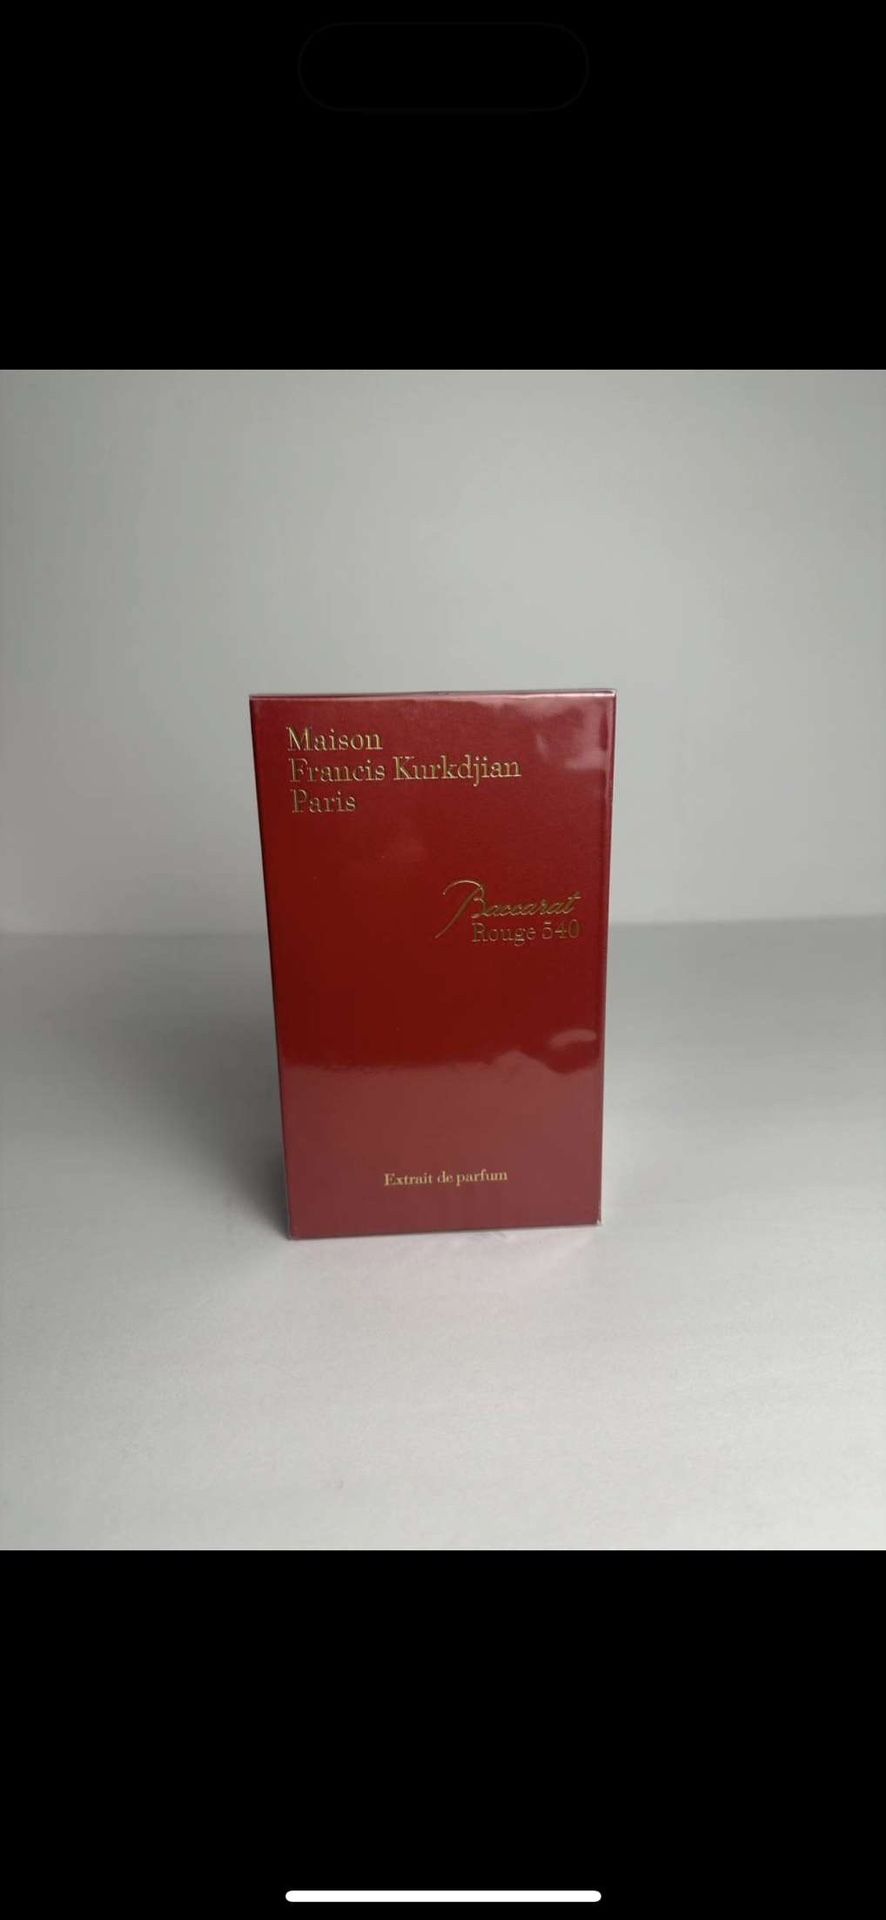 Maison
Francis Kurkdjian
Paris
Baccarat
Rouge 540
Extrait de parfum